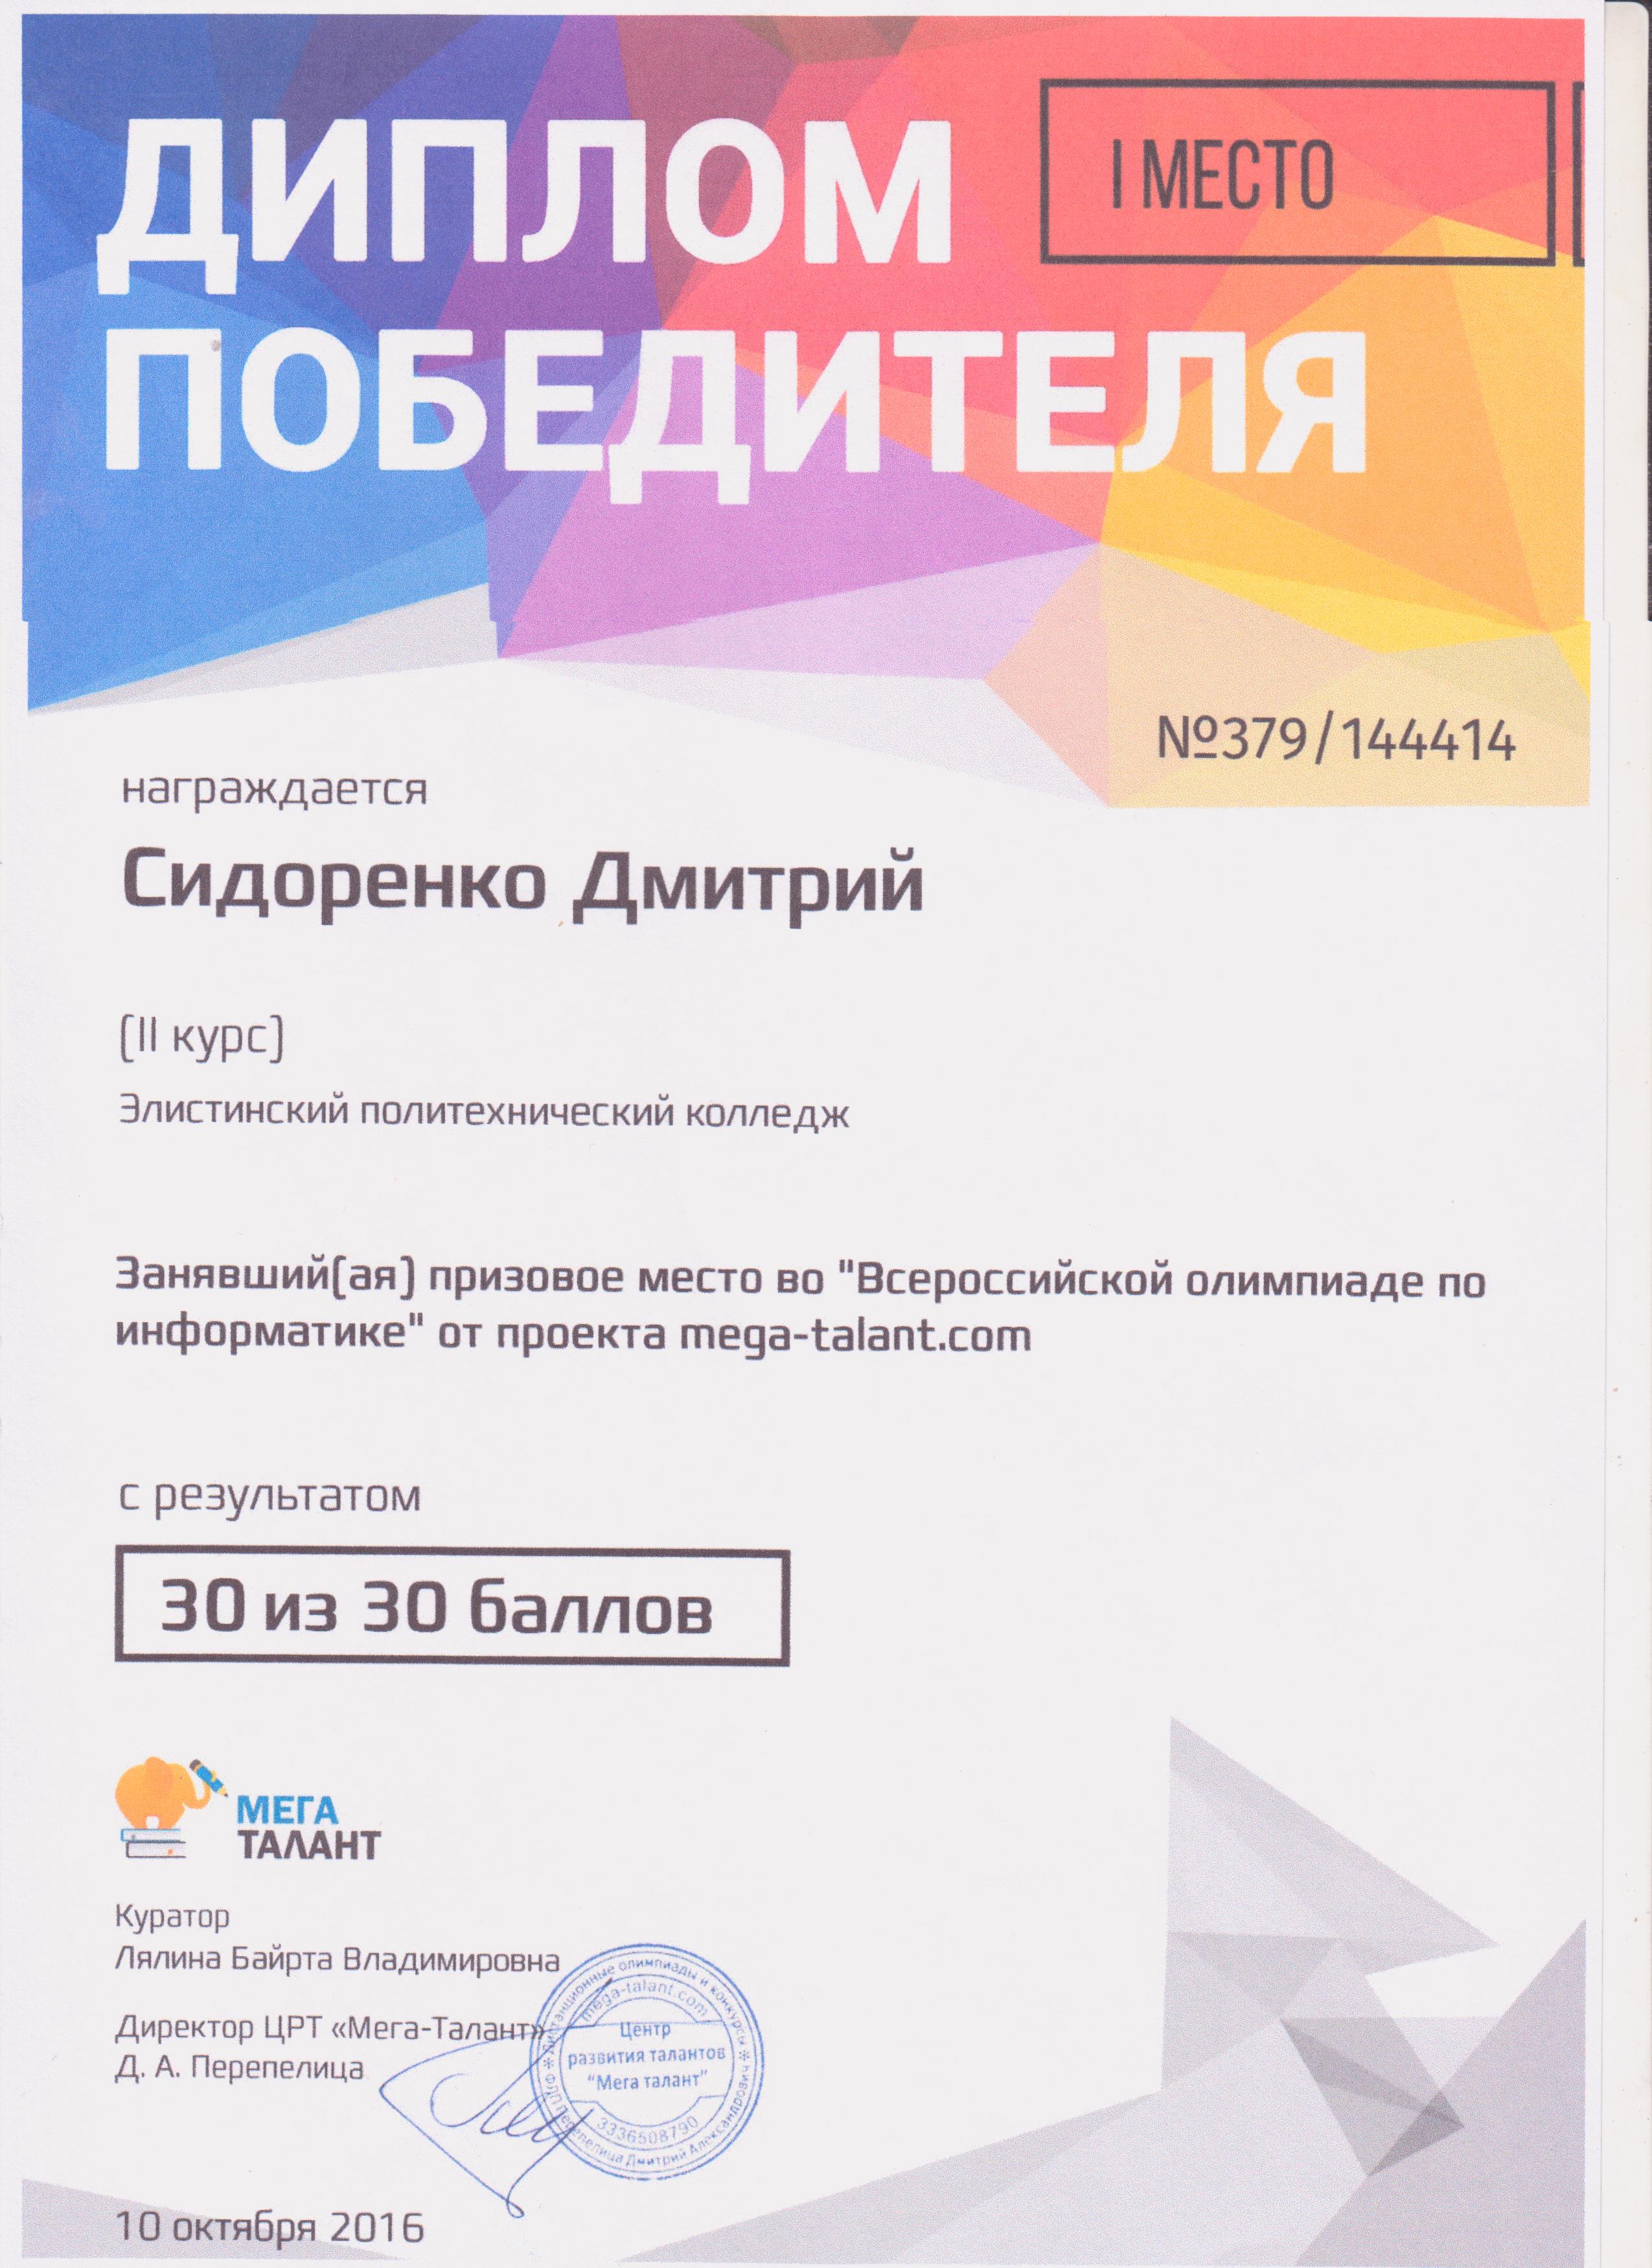 ДИПЛОМ
I МЕСТО
ПОБЕДИТЕЛЯ
№379/144414
награждается
Сидоренко Дмитрий
(II курс)
Элистинский политехнический колледж
Занявший(ая) призовое место во "Всероссийской олимпиаде по
информатике" от проекта mega-talant.com
с результатом
30 из 30 баллов
МЕГА
ТАЛАНТ
Куратор
Лялина Байрта Владимировна
Директор ЦРТ «Мега-Талант»
Д. А. Перепелица
Дистанционные олимпиады и конкурсы
mega-talant.com
Центр
развития талантов
"Мега талант"
3336508790
ФЛП Перепелица Дмитрий Александрович
10 октября 2016